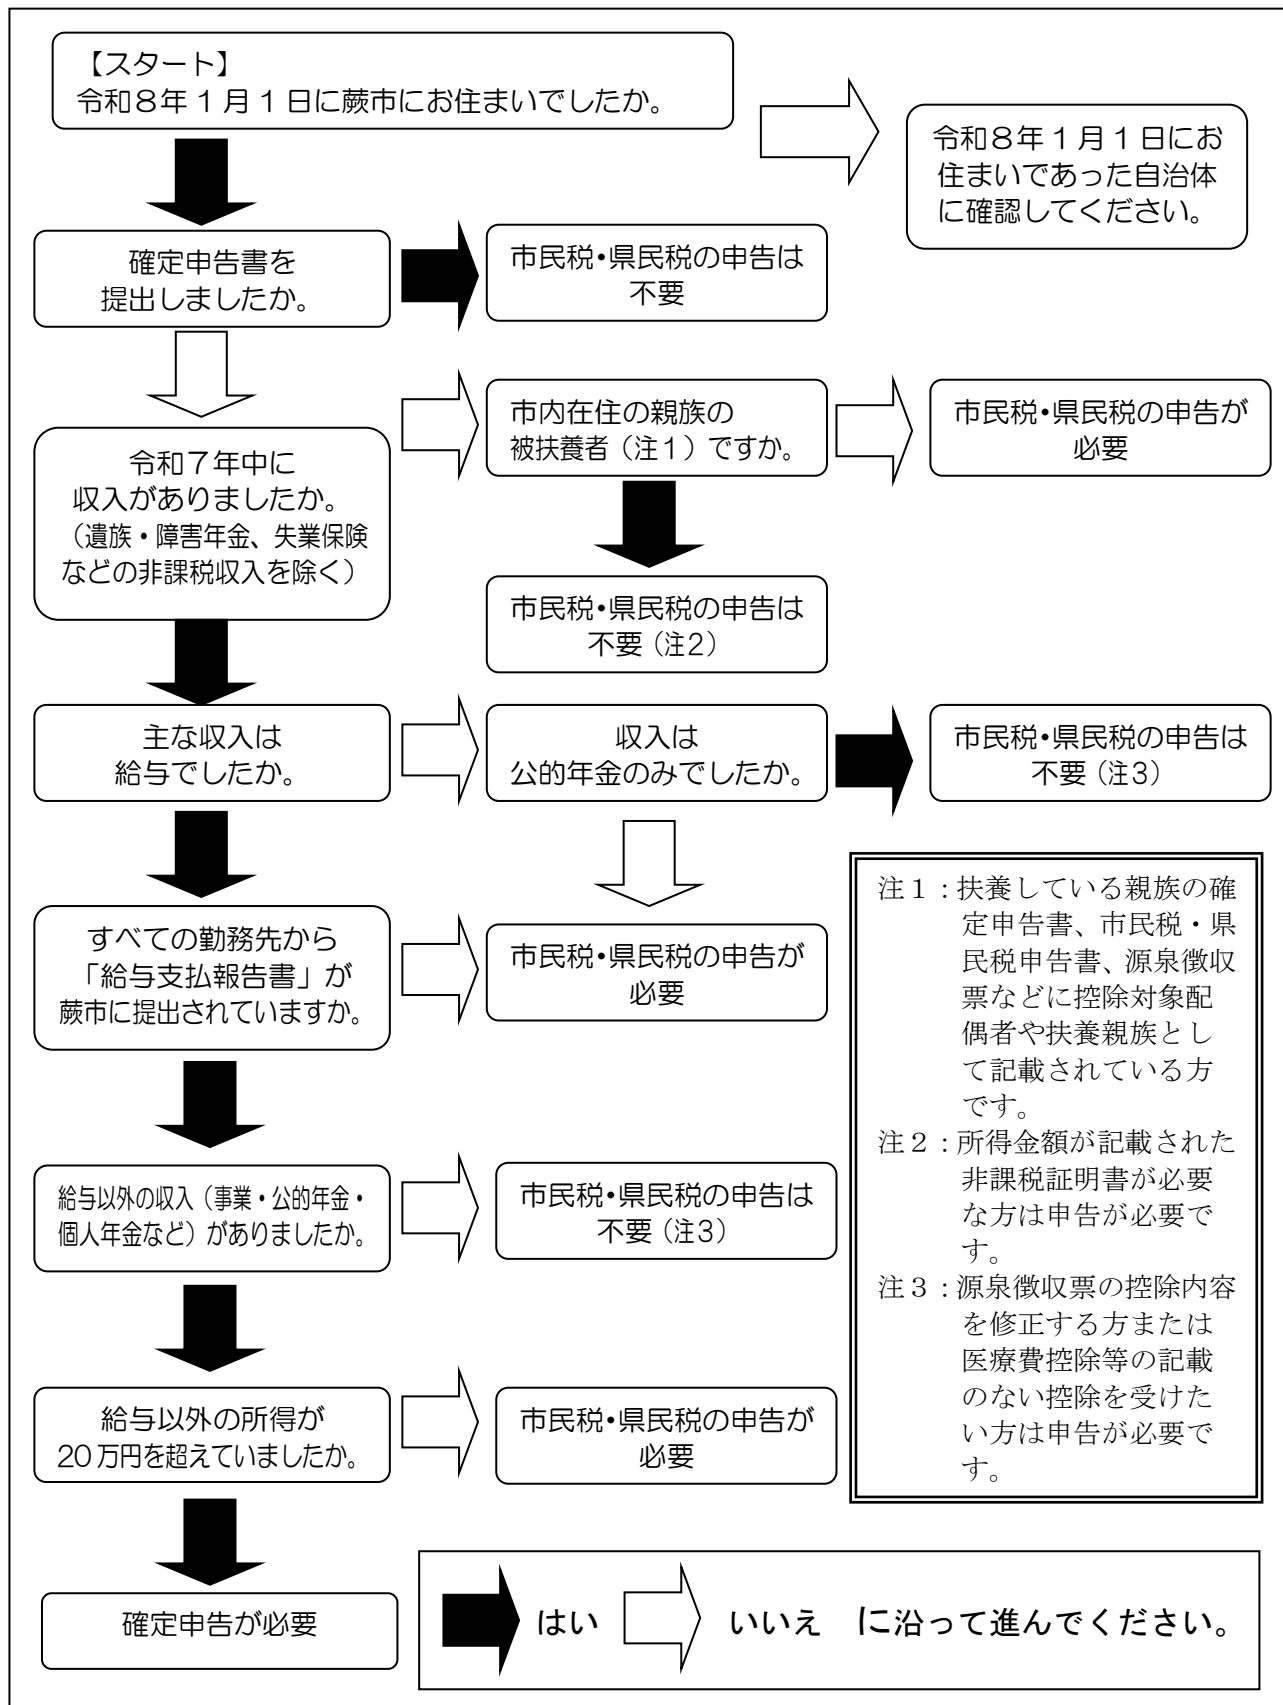 【スタート】
令和８年１月１日に蕨市にお住まいでしたか。
令和８年１月１日にお
住まいであった自治体
に確認してください。
確定申告書を
提出しましたか。
市民税・県民税の申告は
不要
令和７年中に
収入がありましたか。
（遺族・障害年金、失業保険
などの非課税収入を除く）
市内在住の親族の
被扶養者（注１）ですか。
市民税・県民税の申告が
必要
市民税・県民税の申告は
不要（注2）
主な収入は
給与でしたか。
収入は
公的年金のみでしたか。
市民税・県民税の申告は
不要（注3）
すべての勤務先から
「給与支払報告書」が
蕨市に提出されていますか。
市民税・県民税の申告が
必要
給与以外の収入（事業・公的年金・
個人年金など）がありましたか。
市民税・県民税の申告は
不要（注3）
給与以外の所得が
20万円を超えていましたか。
市民税・県民税の申告が
必要
確定申告が必要
注１：扶養している親族の確
定申告書、市民税・県
民税申告書、源泉徴収
票などに控除対象配
偶者や扶養親族とし
て記載されている方
です。
注２：所得金額が記載された
非課税証明書が必要
な方は申告が必要で
す。
注３：源泉徴収票の控除内容
を修正する方または
医療費控除等の記載
のない控除を受けた
い方は申告が必要で
す。
はい　いいえ　に沿って進んでください。